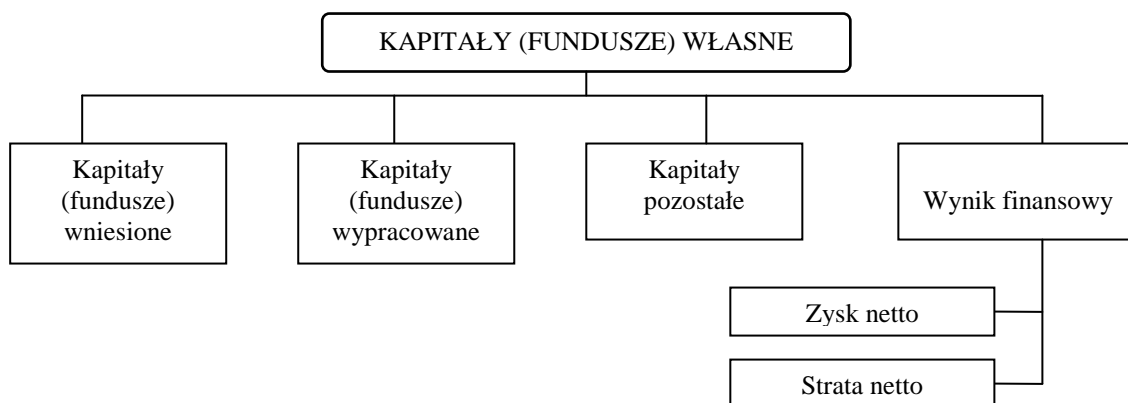 KAPITAŁY (FUNDUSZE) WŁASNE
Kapitały
(fundusze)
wniesione
Kapitały
(fundusze)
wypracowane
Kapitały
pozostałe
Wynik finansowy
Zysk netto
Strata netto